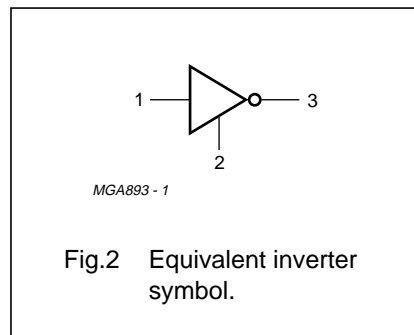 1
3
2
MGA893 - 1
Fig.2 Equivalent inverter
symbol.